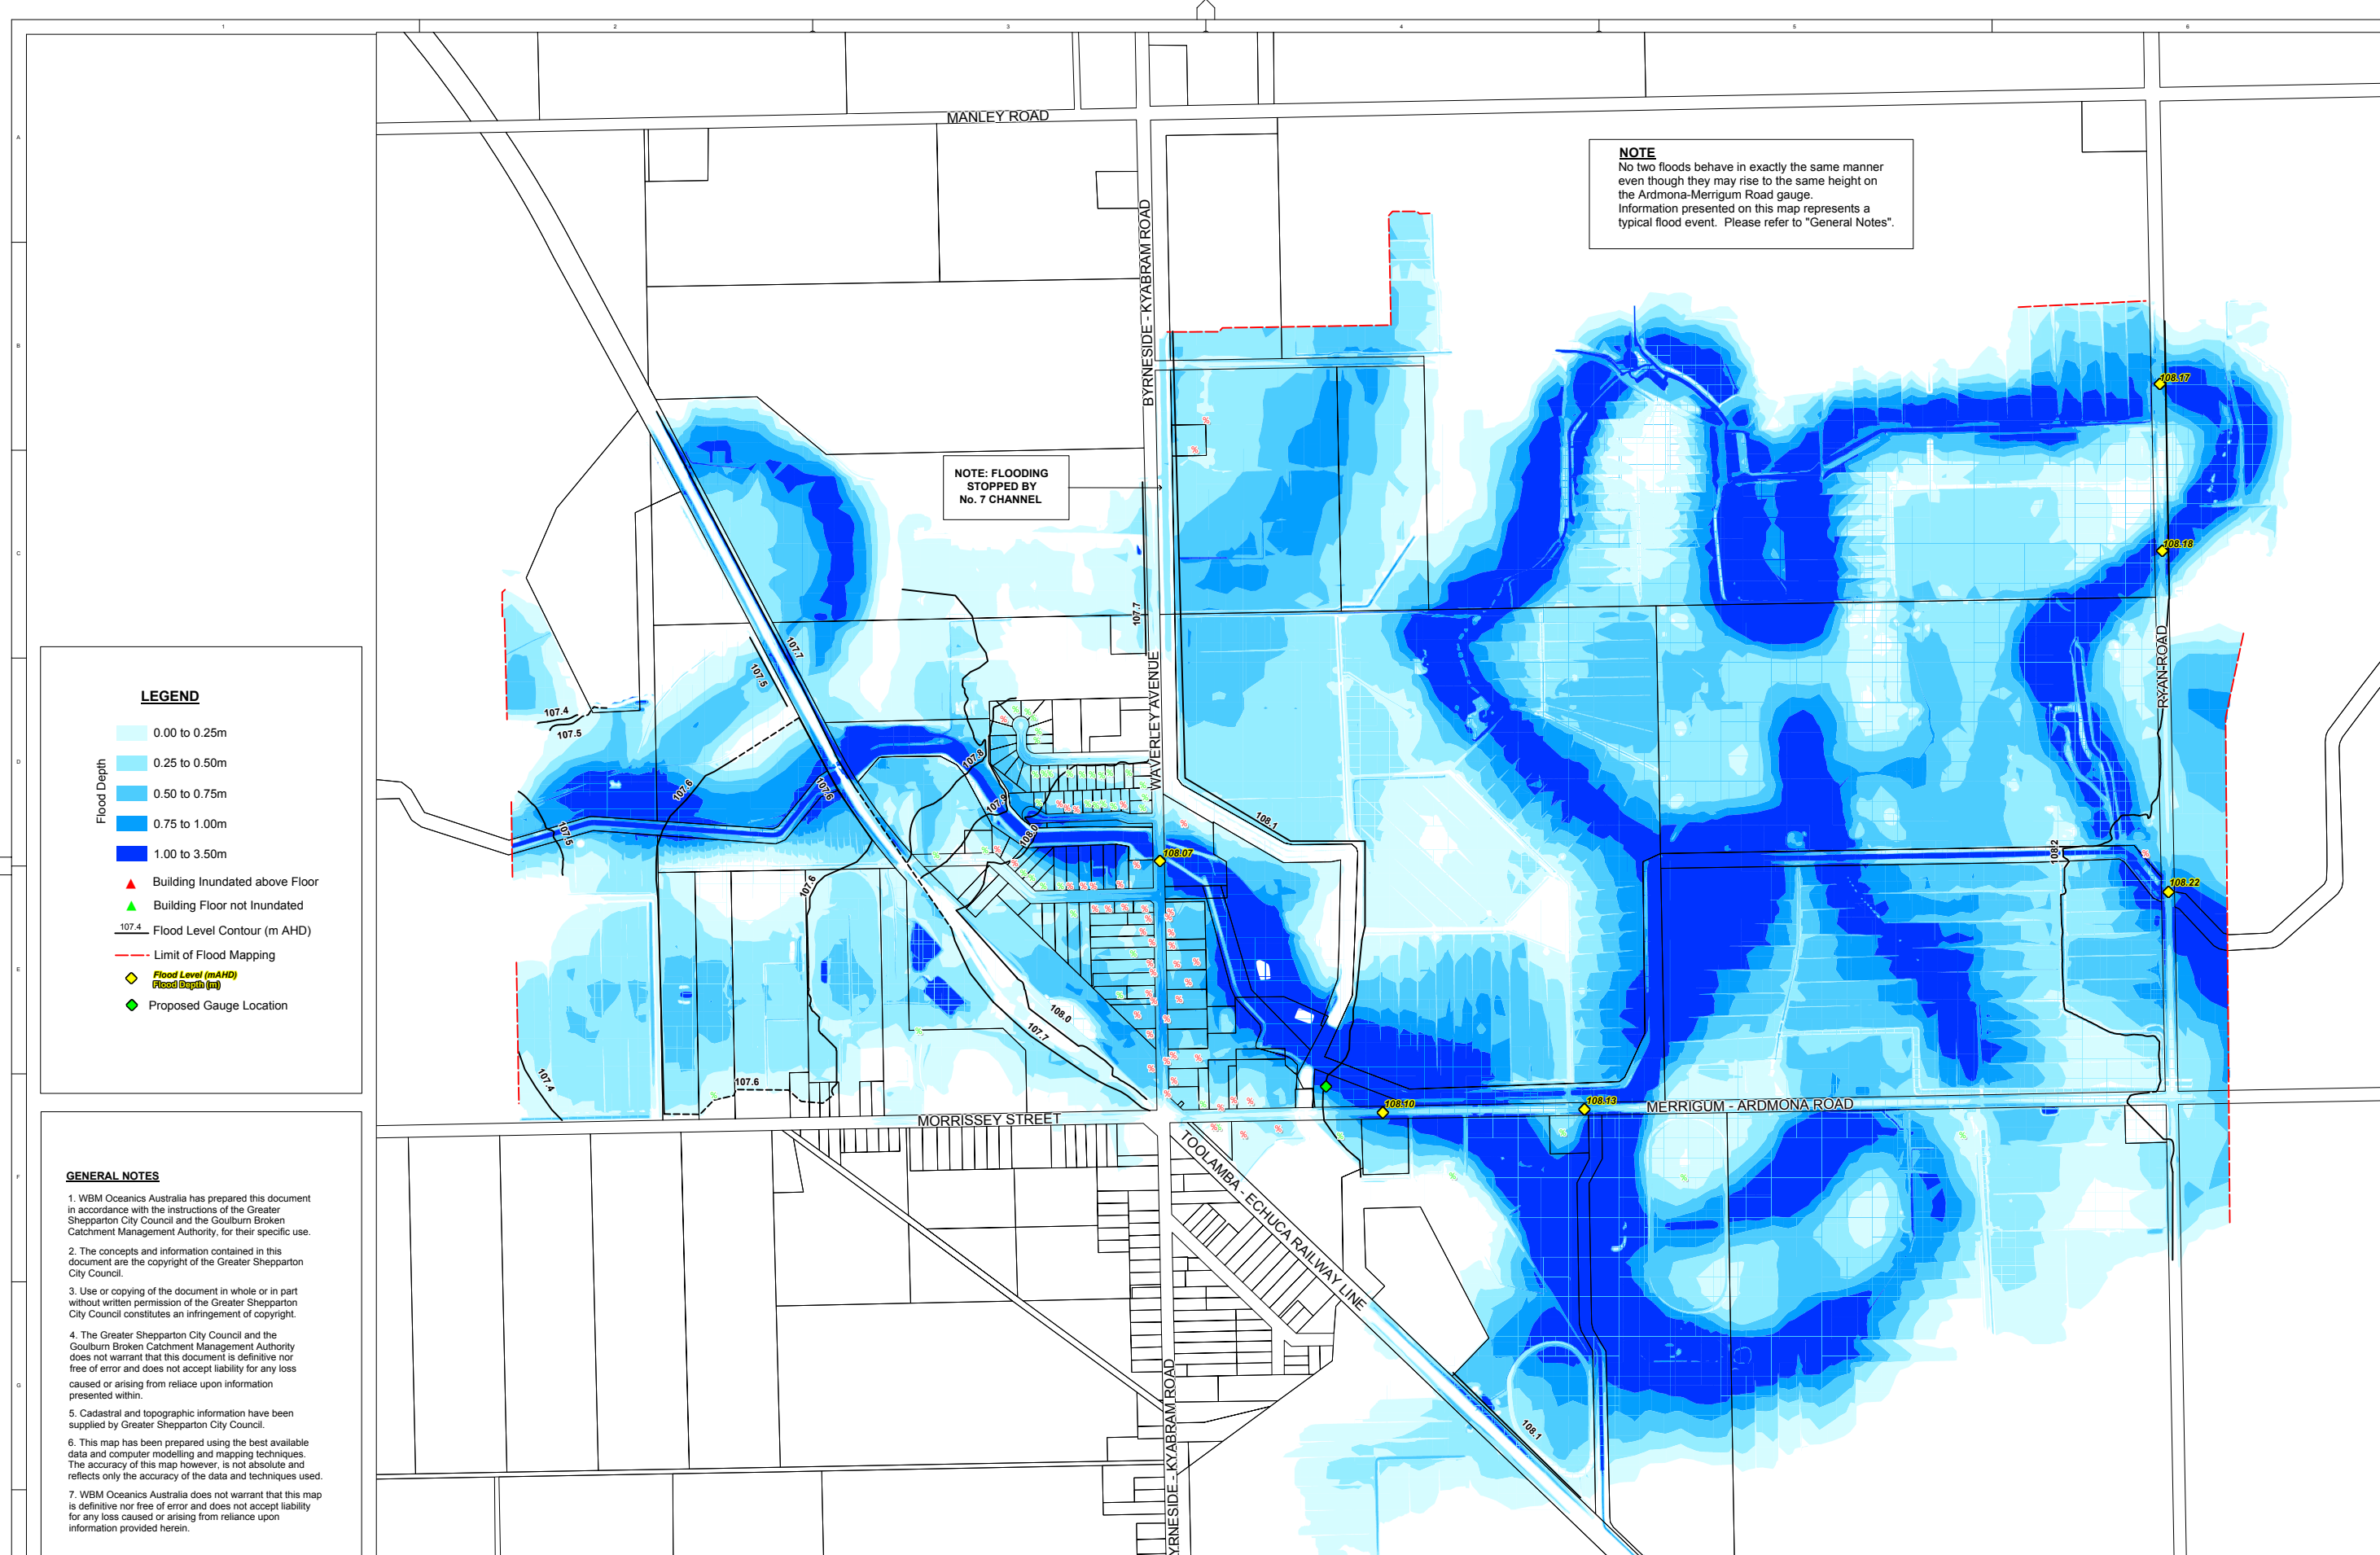 1
2
3
4
5
6
A
B
C
D
E
F
G
MANLEY ROAD
BYRNESIDE - KYABRAM ROAD
NOTE
No two floods behave in exactly the same manner
even though they may rise to the same height on
the Ardmona-Merrigum Road gauge.
Information presented on this map represents a
typical flood event. Please refer to "General Notes".
108.17
NOTE: FLOODING
STOPPED BY
No. 7 CHANNEL
108.18
107.7
107.7
107.5
WAVERLEY AVENUE
RYAN ROAD
107.4
107.5
107.8
107.6
107.6
107.9
108.0
108.1
107.5
108.07
108.2
107.6
108.22
108.0
107.7
107.4
107.6
108.10
108.13
MERRIGUM - ARDMONA ROAD
MORRISSEY STREET
TOOLAMBA - ECHUCA RAILWAY LINE
108.1
YRNESIDE - KYABRAM ROAD
LEGEND
Flood Depth
0.00 to 0.25m
0.25 to 0.50m
0.50 to 0.75m
0.75 to 1.00m
1.00 to 3.50m
Building Inundated above Floor
Building Floor not Inundated
107.4 Flood Level Contour (m AHD)
Limit of Flood Mapping
Flood Level (mAHD)
Flood Depth (m)
Proposed Gauge Location
GENERAL NOTES
1. WBM Oceanics Australia has prepared this document
in accordance with the instructions of the Greater
Shepparton City Council and the Goulburn Broken
Catchment Management Authority, for their specific use.
2. The concepts and information contained in this
document are the copyright of the Greater Shepparton
City Council.
3. Use or copying of the document in whole or in part
without written permission of the Greater Shepparton
City Council constitutes an infringement of copyright.
4. The Greater Shepparton City Council and the
Goulburn Broken Catchment Management Authority
does not warrant that this document is definitive nor
free of error and does not accept liability for any loss
caused or arising from reliace upon information
presented within.
5. Cadastral and topographic information have been
supplied by Greater Shepparton City Council.
6. This map has been prepared using the best available
data and computer modelling and mapping techniques.
The accuracy of this map however, is not absolute and
reflects only the accuracy of the data and techniques used.
7. WBM Oceanics Australia does not warrant that this map
is definitive nor free of error and does not accept liability
for any loss caused or arising from reliance upon
information provided herein.